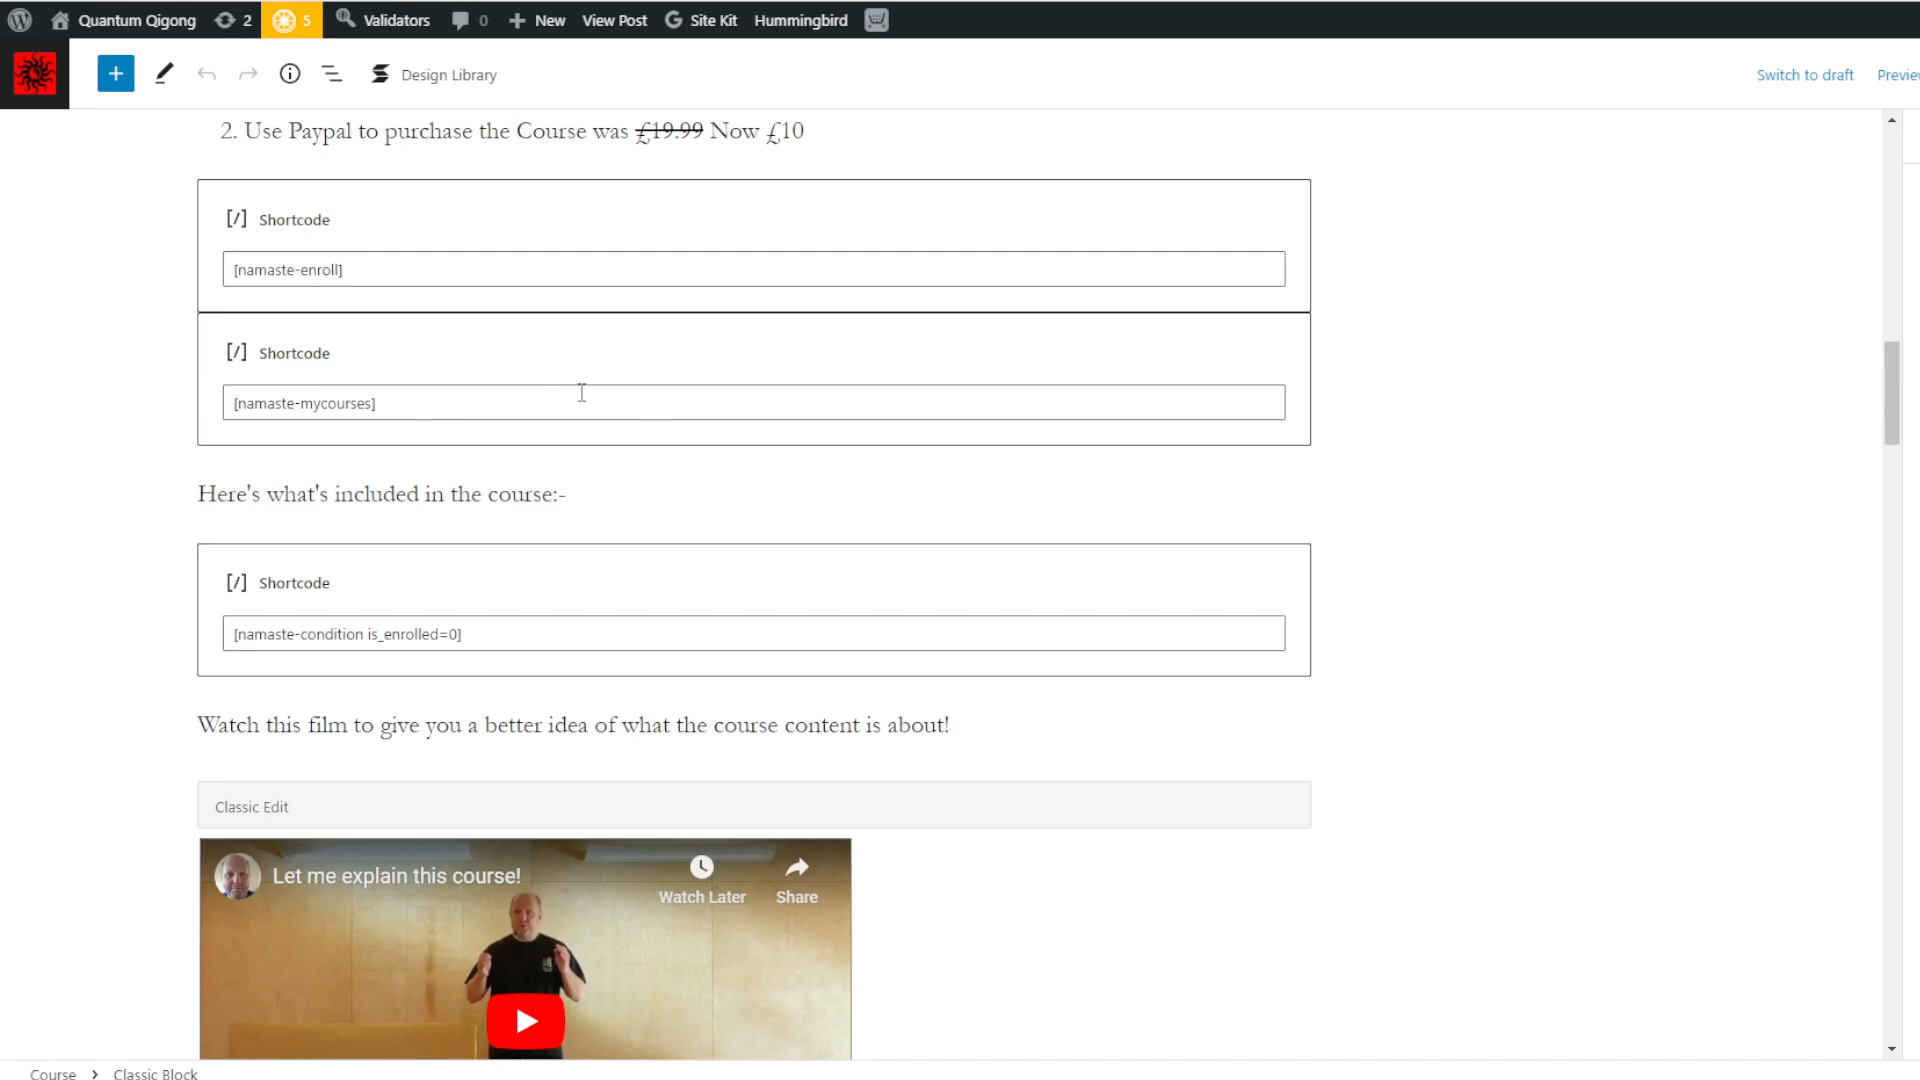 Quantum Qigong 2 5 Validators 0 New View Post Site Kit Hummingbird
Design Library Switch to draft Preview
2. Use Paypal to purchase the Course was £19.99 Now £10
[/] Shortcode
[namaste-enroll]
[/] Shortcode
[namaste-mycourses]
Here's what's included in the course:-
[/] Shortcode
[namaste-condition is_enrolled=0]
Watch this film to give you a better idea of what the course content is about!
Classic Edit
Let me explain this course!
Watch Later Share
Course > Classic Block